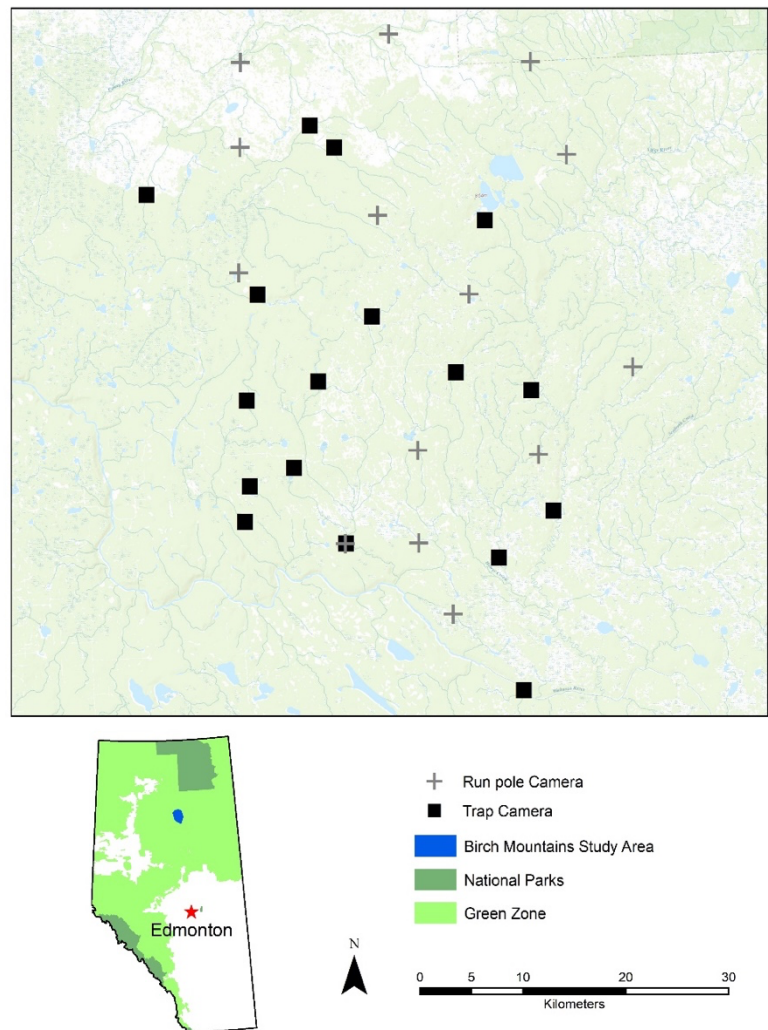 Run pole Camera
Trap Camera
Birch Mountains Study Area
National Parks
Green Zone
Edmonton
N
0 5 10 20 30
Kilometers